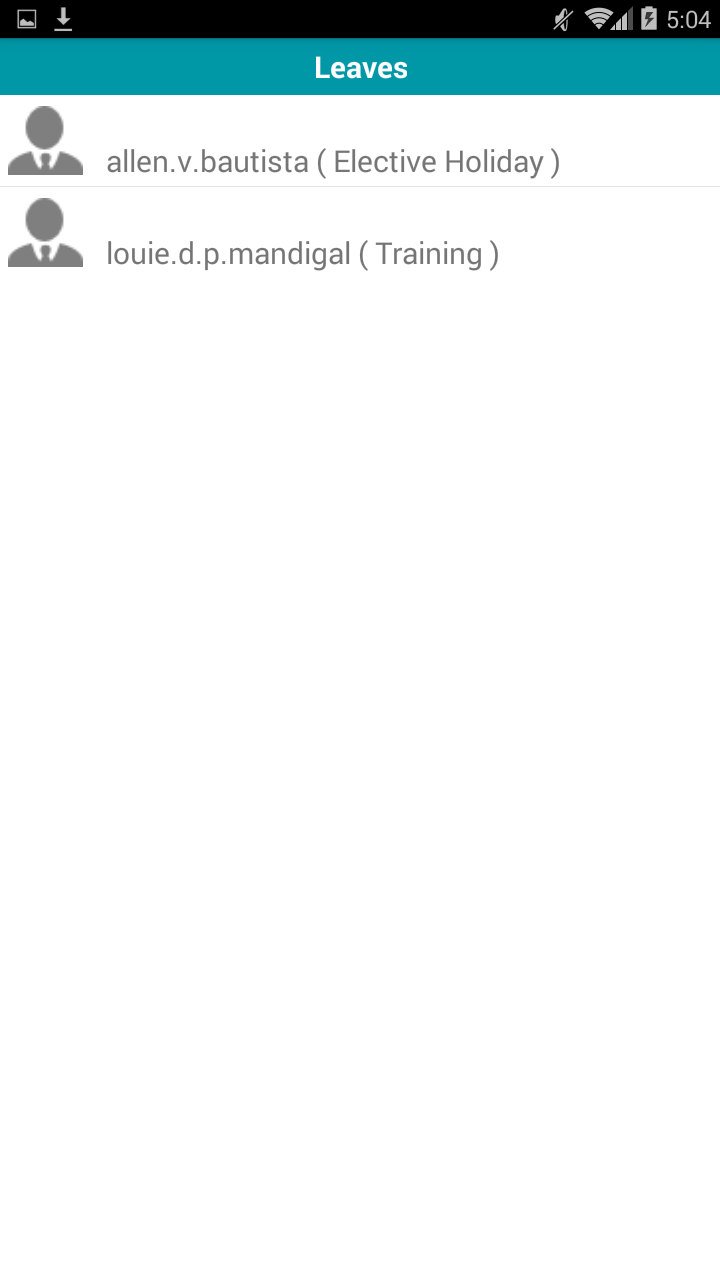 5:04
Leaves
allen.v.bautista ( Elective Holiday )
louie.d.p.mandigal ( Training )